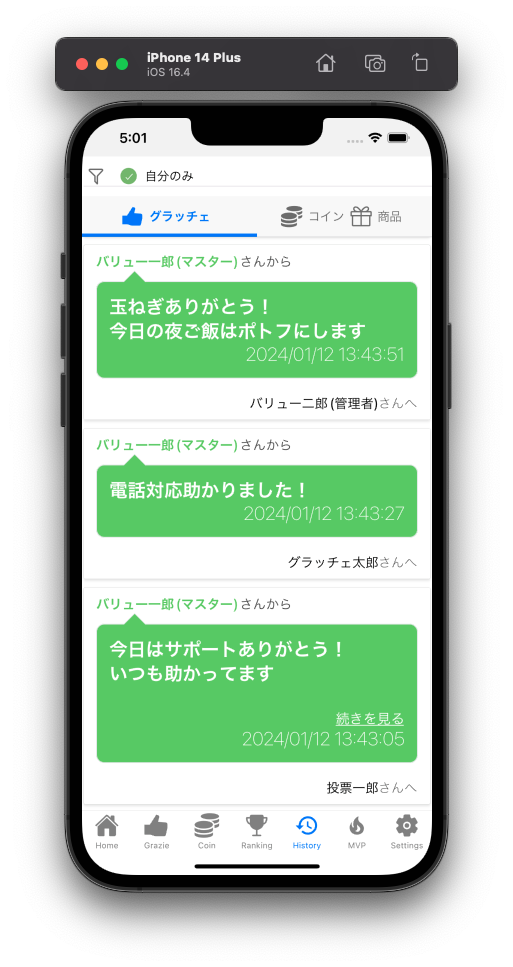 iPhone 14 Plus
iOS 16.4
5:01
自分のみ
グラッチェ
コイン
商品
バリュー一郎(マスター)さんから
玉ねぎありがとう！
今日の夜ご飯はポトフにします
2024/01/12 13:43:51
バリュー二郎(管理者)さんへ
バリュー一郎(マスター)さんから
電話対応助かりました！
2024/01/12 13:43:27
グラッチェ太郎さんへ
バリュー一郎(マスター)さんから
今日はサポートありがとう！
いつも助かってます
続きを見る
2024/01/12 13:43:05
投票一郎さんへ
Home
Grazie
Coin
Ranking
History
MVP
Settings